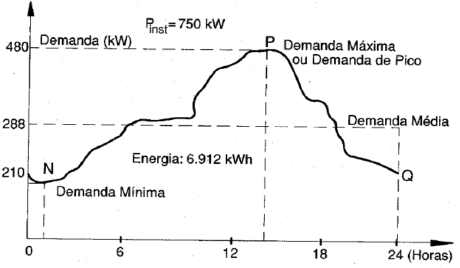 Pinst = 750 kW
480
Demanda (kW)
P
Demanda Máxima
ou Demanda de Pico
288
Demanda Média
210
N
Energia: 6.912 kWh
Q
Demanda Mínima
0
6
12
18
24 (Horas)